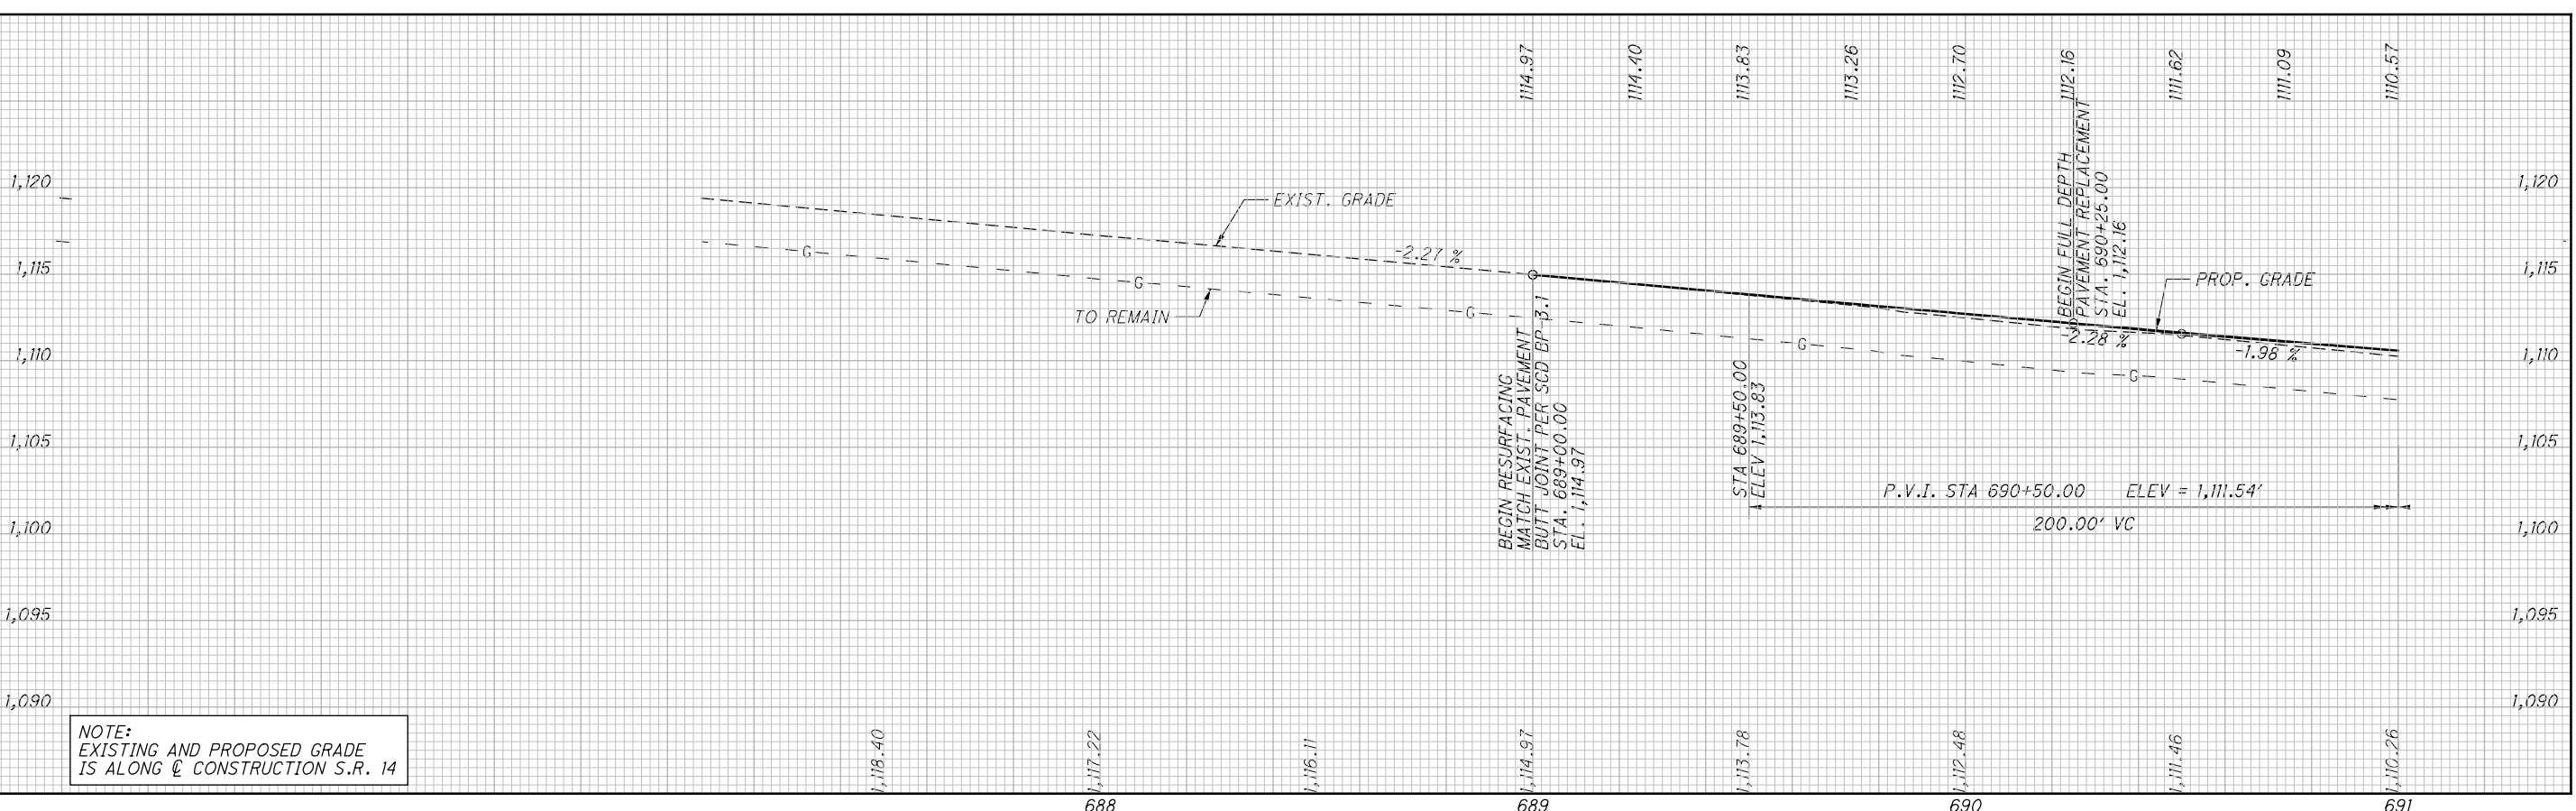 1114.97
1114.40
1113.83
1113.26
1112.70
1112.16
1111.62
1111.09
1110.57
1,120
1,115
1,110
1,105
1,100
1,095
1,090
EXIST. GRADE
-2.27 %
G
G
G
G
G
TO REMAIN
BEGIN RESURFACING
MATCH EXIST. PAVEMENT
BUTT JOINT PER SCD BP-3.1
STA. 689+00.00
EL. 1,114.97
STA 689+50.00
ELEV 1,113.83
BEGIN FULL DEPTH
PAVEMENT REPLACEMENT
STA. 690+25.00
EL. 1,112.16
PROP. GRADE
-2.28 %
-1.98 %
P.V.I. STA 690+50.00 ELEV = 1,111.54'
200.00' VC
1,120
1,115
1,110
1,105
1,100
1,095
1,090
NOTE:
EXISTING AND PROPOSED GRADE
IS ALONG ℄ CONSTRUCTION S.R. 14
1,118.40
1,117.22
1,116.11
1,114.97
1,113.78
1,112.48
1,111.46
1,110.26
688
689
690
691